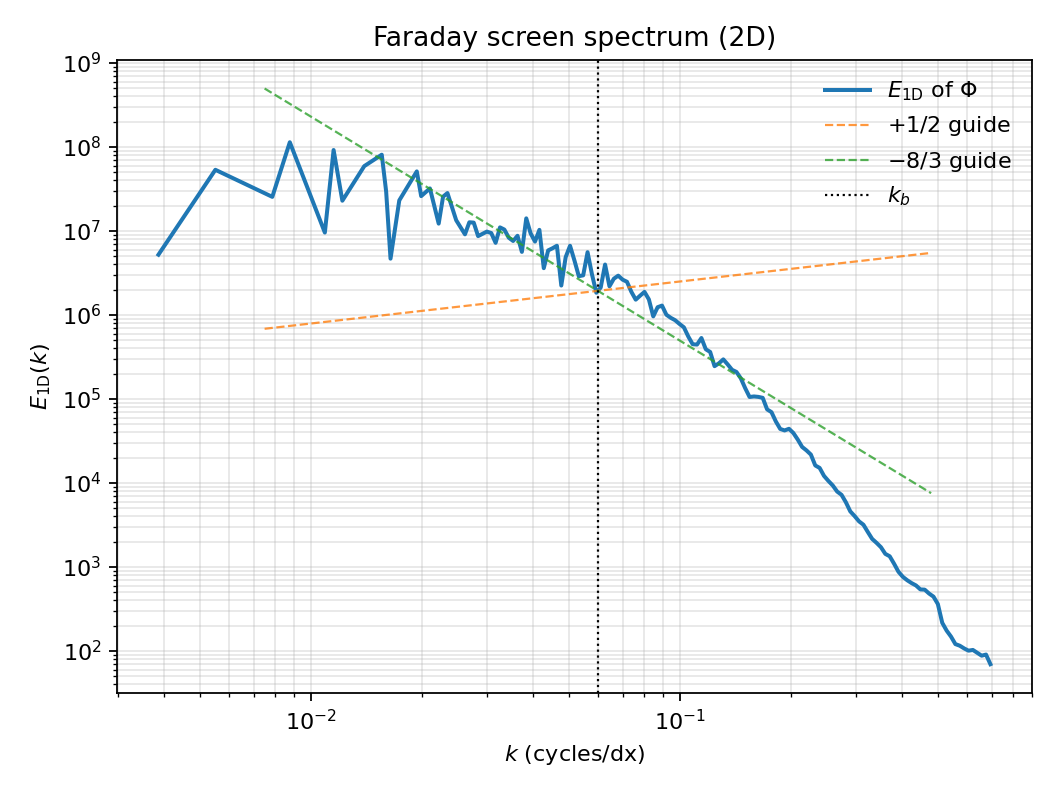 Faraday screen spectrum (2D)
10⁹
10⁸
10⁷
10⁶
10⁵
10⁴
10³
10²
E₁D(k)
E₁D of Φ
+1/2 guide
−8/3 guide
k_b
10⁻²
10⁻¹
k (cycles/dx)